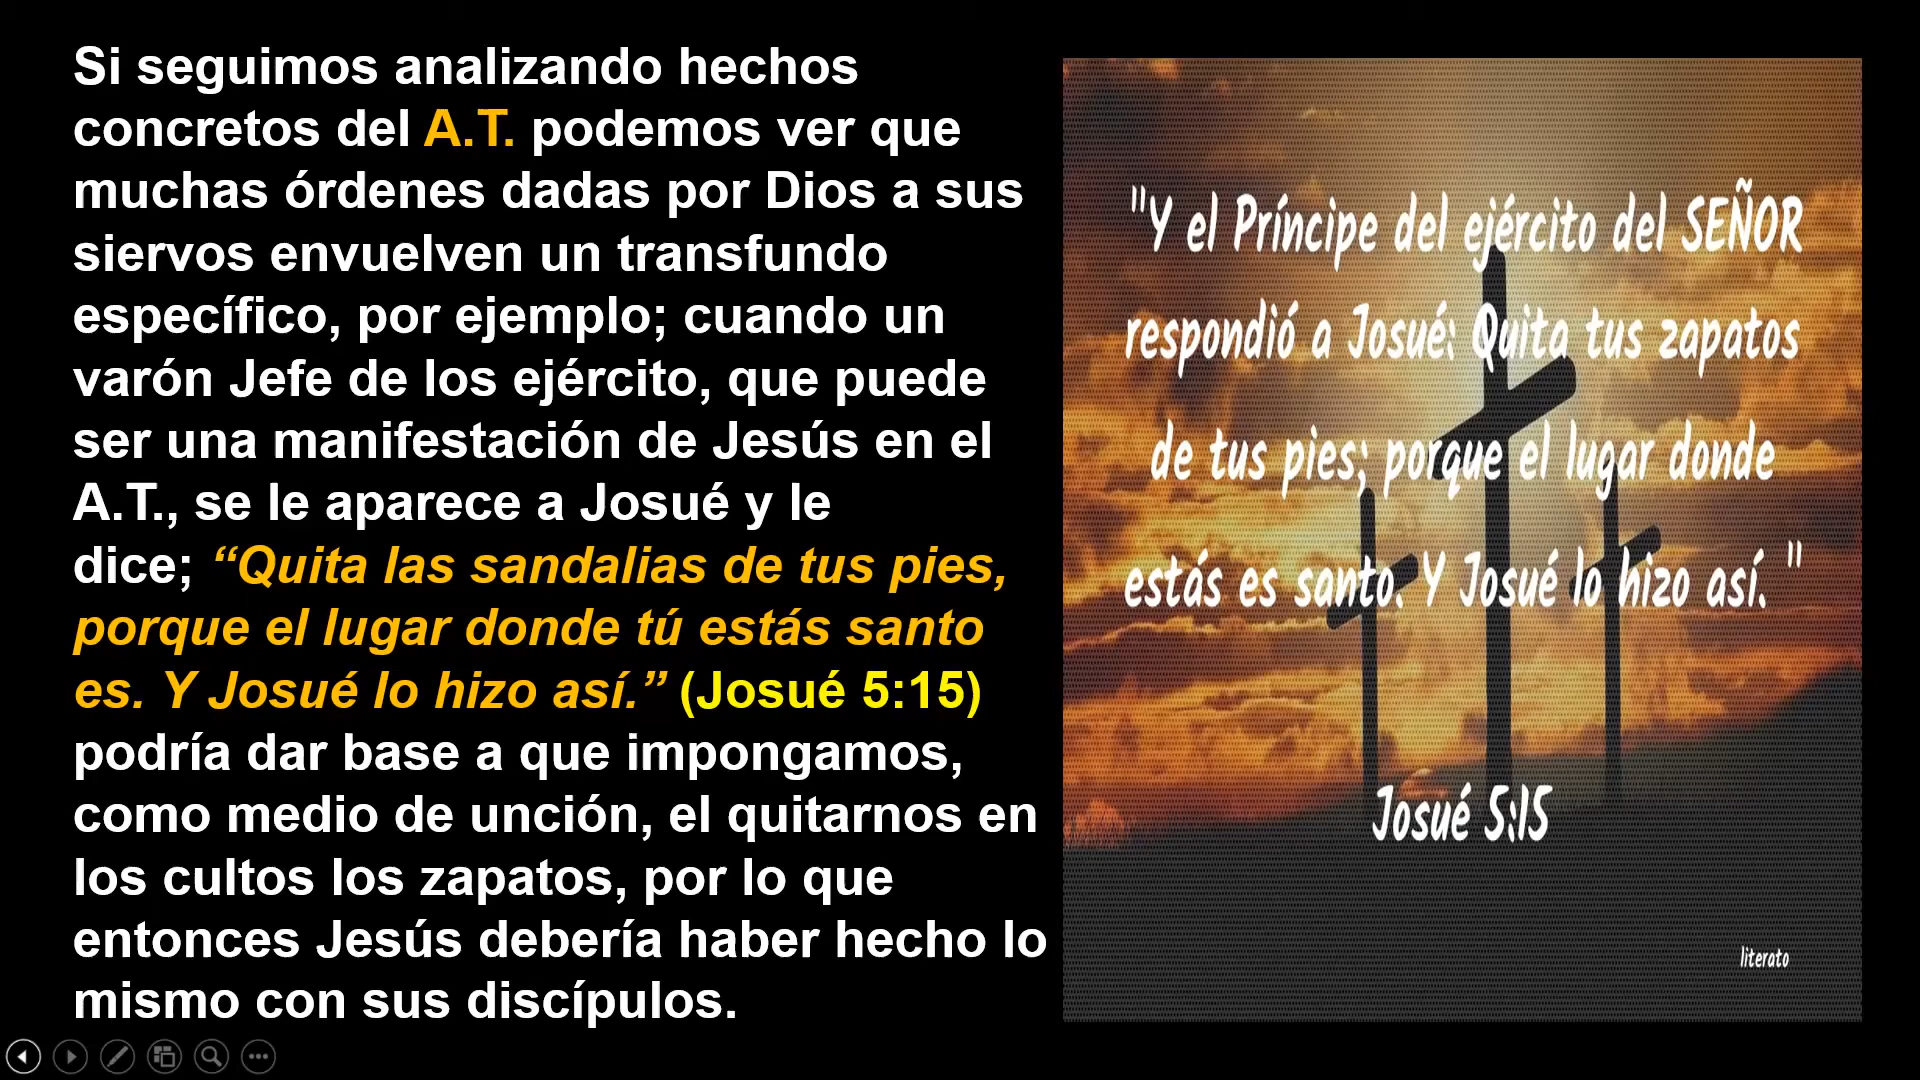 Si seguimos analizando hechos
concretos del A.T. podemos ver que
muchas órdenes dadas por Dios a sus
siervos envuelven un transfundo
específico, por ejemplo; cuando un
varón Jefe de los ejército, que puede
ser una manifestación de Jesús en el
A.T., se le aparece a Josué y le
dice; “Quita las sandalias de tus pies,
porque el lugar donde tú estás santo
es. Y Josué lo hizo así.” (Josué 5:15)
podría dar base a que impongamos,
como medio de unción, el quitarnos en
los cultos los zapatos, por lo que
entonces Jesús debería haber hecho lo
mismo con sus discípulos.
"Y el Príncipe del ejército del SEÑOR
respondió a Josué: Quita tus zapatos
de tus pies; porque el lugar donde
estás es santo. Y Josué lo hizo así. "
Josué 5:15
literato